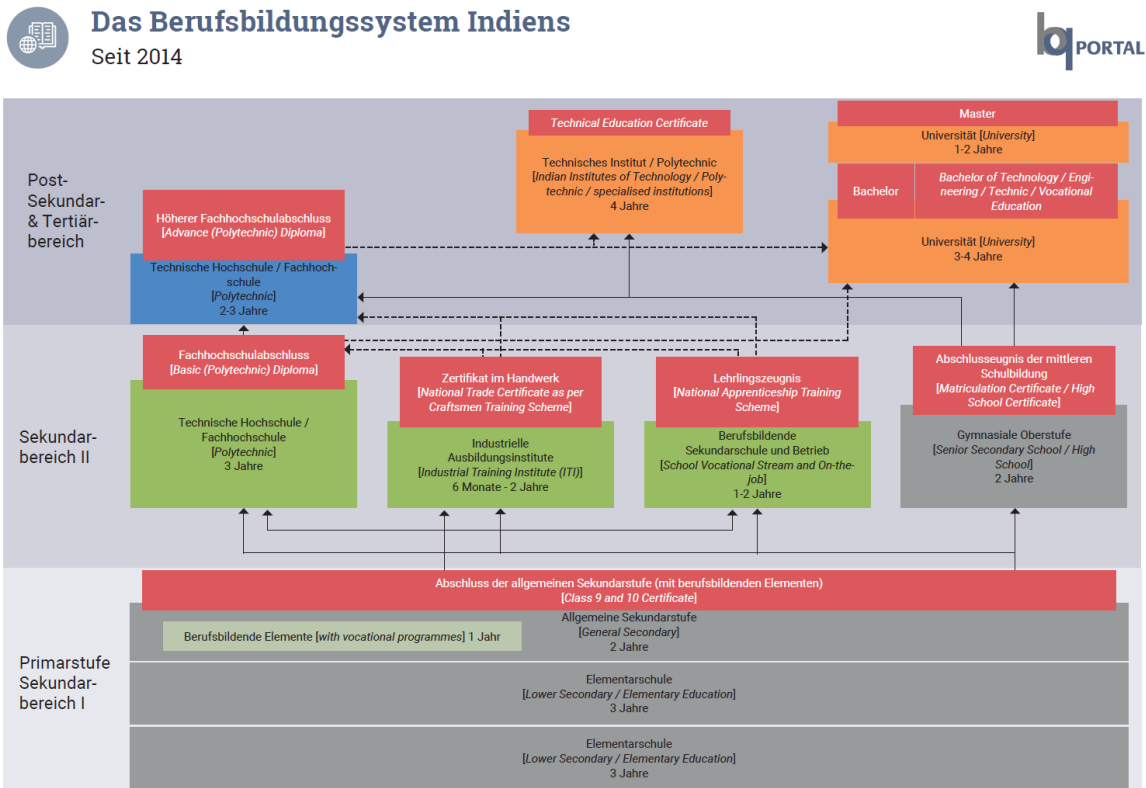 Das Berufsbildungssystem Indiens
Seit 2014
bq PORTAL
Post-
Sekundar-
& Tertiär-
bereich
Technical Education Certificate
Technisches Institut / Polytechnic
[Indian Institutes of Technology / Poly-
technic / specialised institutions]
4 Jahre
Master
Universität [University]
1-2 Jahre
Bachelor
Bachelor of Technology / Engi-
neering / Technic / Vocational
Education
Universität [University]
3-4 Jahre
Höherer Fachhochschulabschluss
[Advance (Polytechnic) Diploma]
Technische Hochschule / Fachhoch-
schule
[Polytechnic]
2-3 Jahre
Sekundar-
bereich II
Fachhochschulabschluss
[Basic (Polytechnic) Diploma]
Technische Hochschule /
Fachhochschule
[Polytechnic]
3 Jahre
Zertifikat im Handwerk
[National Trade Certificate as per
Craftsmen Training Scheme]
Industrielle
Ausbildungsinstitute
[Industrial Training Institute (ITI)]
6 Monate - 2 Jahre
Lehrlingszeugnis
[National Apprenticeship Training
Scheme]
Berufsbildende
Sekundarschule und Betrieb
[School Vocational Stream and On-the-
job]
1-2 Jahre
Abschlusseugnis der mittleren
Schulbildung
[Matriculation Certificate / High
School Certificate]
Gymnasiale Oberstufe
[Senior Secondary School / High
School]
2 Jahre
Primarstufe
Sekundar-
bereich I
Abschluss der allgemeinen Sekundarstufe (mit berufsbildenden Elementen)
[Class 9 and 10 Certificate]
Allgemeine Sekundarstufe
[General Secondary]
2 Jahre
Berufsbildende Elemente [with vocational programmes] 1 Jahr
Elementarschule
[Lower Secondary / Elementary Education]
3 Jahre
Elementarschule
[Lower Secondary / Elementary Education]
3 Jahre